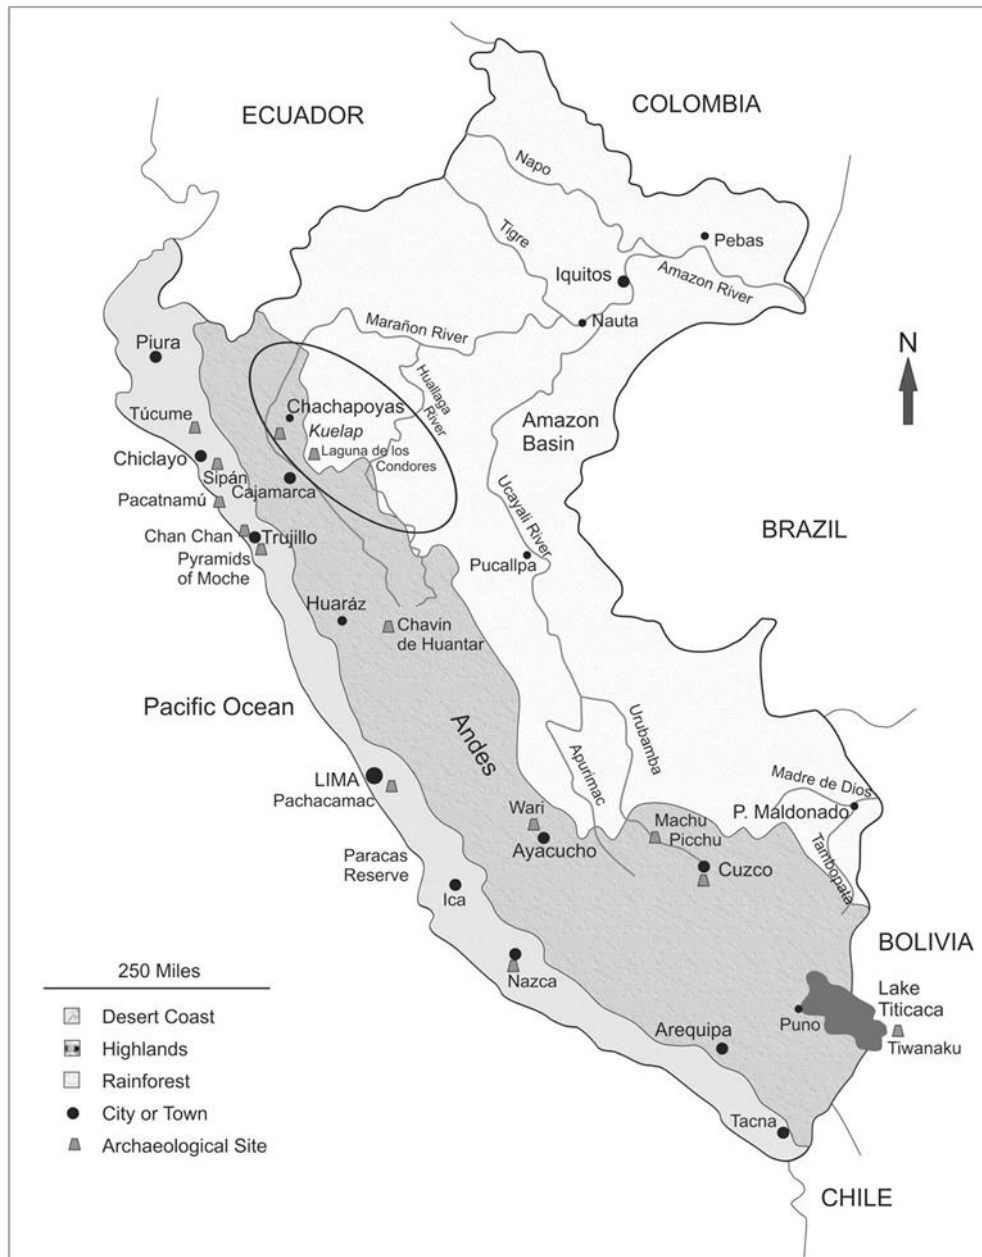 ECUADOR
COLOMBIA
Napo
Tigre
Pebas
Iquitos
Amazon River
Marañon River
Nauta
N
Piura
Huallaga
River
Chachapoyas
Túcume
Kuelap
Amazon
Basin
Laguna de los
Condores
Chiclayo
Sipán
Cajamarca
Pacatnamú
Ucayali River
BRAZIL
Chan Chan
Trujillo
Pyramids
of Moche
Pucallpa
Huaráz
Chavin
de Huantar
Pacific Ocean
Andes
Urubamba
Apurimac
LIMA
Pachacamac
Madre de Dios
P. Maldonado
Wari
Ayacucho
Machu
Picchu
Tambopata
Cuzco
Paracas
Reserve
Ica
BOLIVIA
Nazca
Lake
Titicaca
Puno
Tiwanaku
Arequipa
Tacna
CHILE
250 Miles
Desert Coast
Highlands
Rainforest
City or Town
Archaeological Site